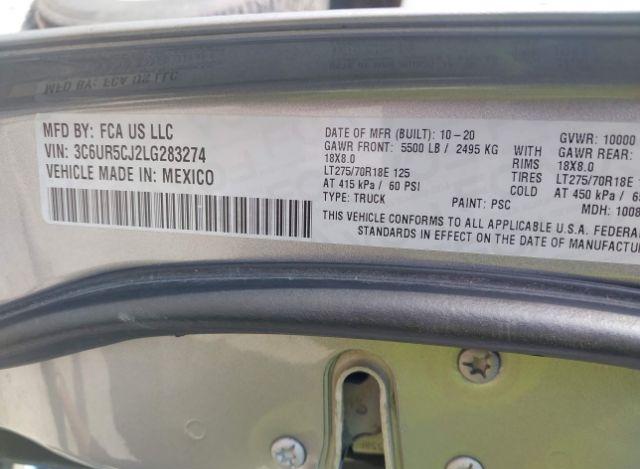 MFD BY: FCA US LLC
VIN: 3C6UR5CJ2LG283274
VEHICLE MADE IN: MEXICO
DATE OF MFR (BUILT): 10-20 GVWR: 10000
GAWR FRONT: 5500 LB / 2495 KG WITH GAWR REAR:
18X8.0 RIMS 18X8.0
LT275/70R18E 125 TIRES LT275/70R18E
AT 415 kPa / 60 PSI COLD AT 450 kPa /
TYPE: TRUCK PAINT: PSC MDH:
THIS VEHICLE CONFORMS TO ALL APPLICABLE U.S.A. FEDERAL
STANDARDS IN EFFECT ON THE DATE OF